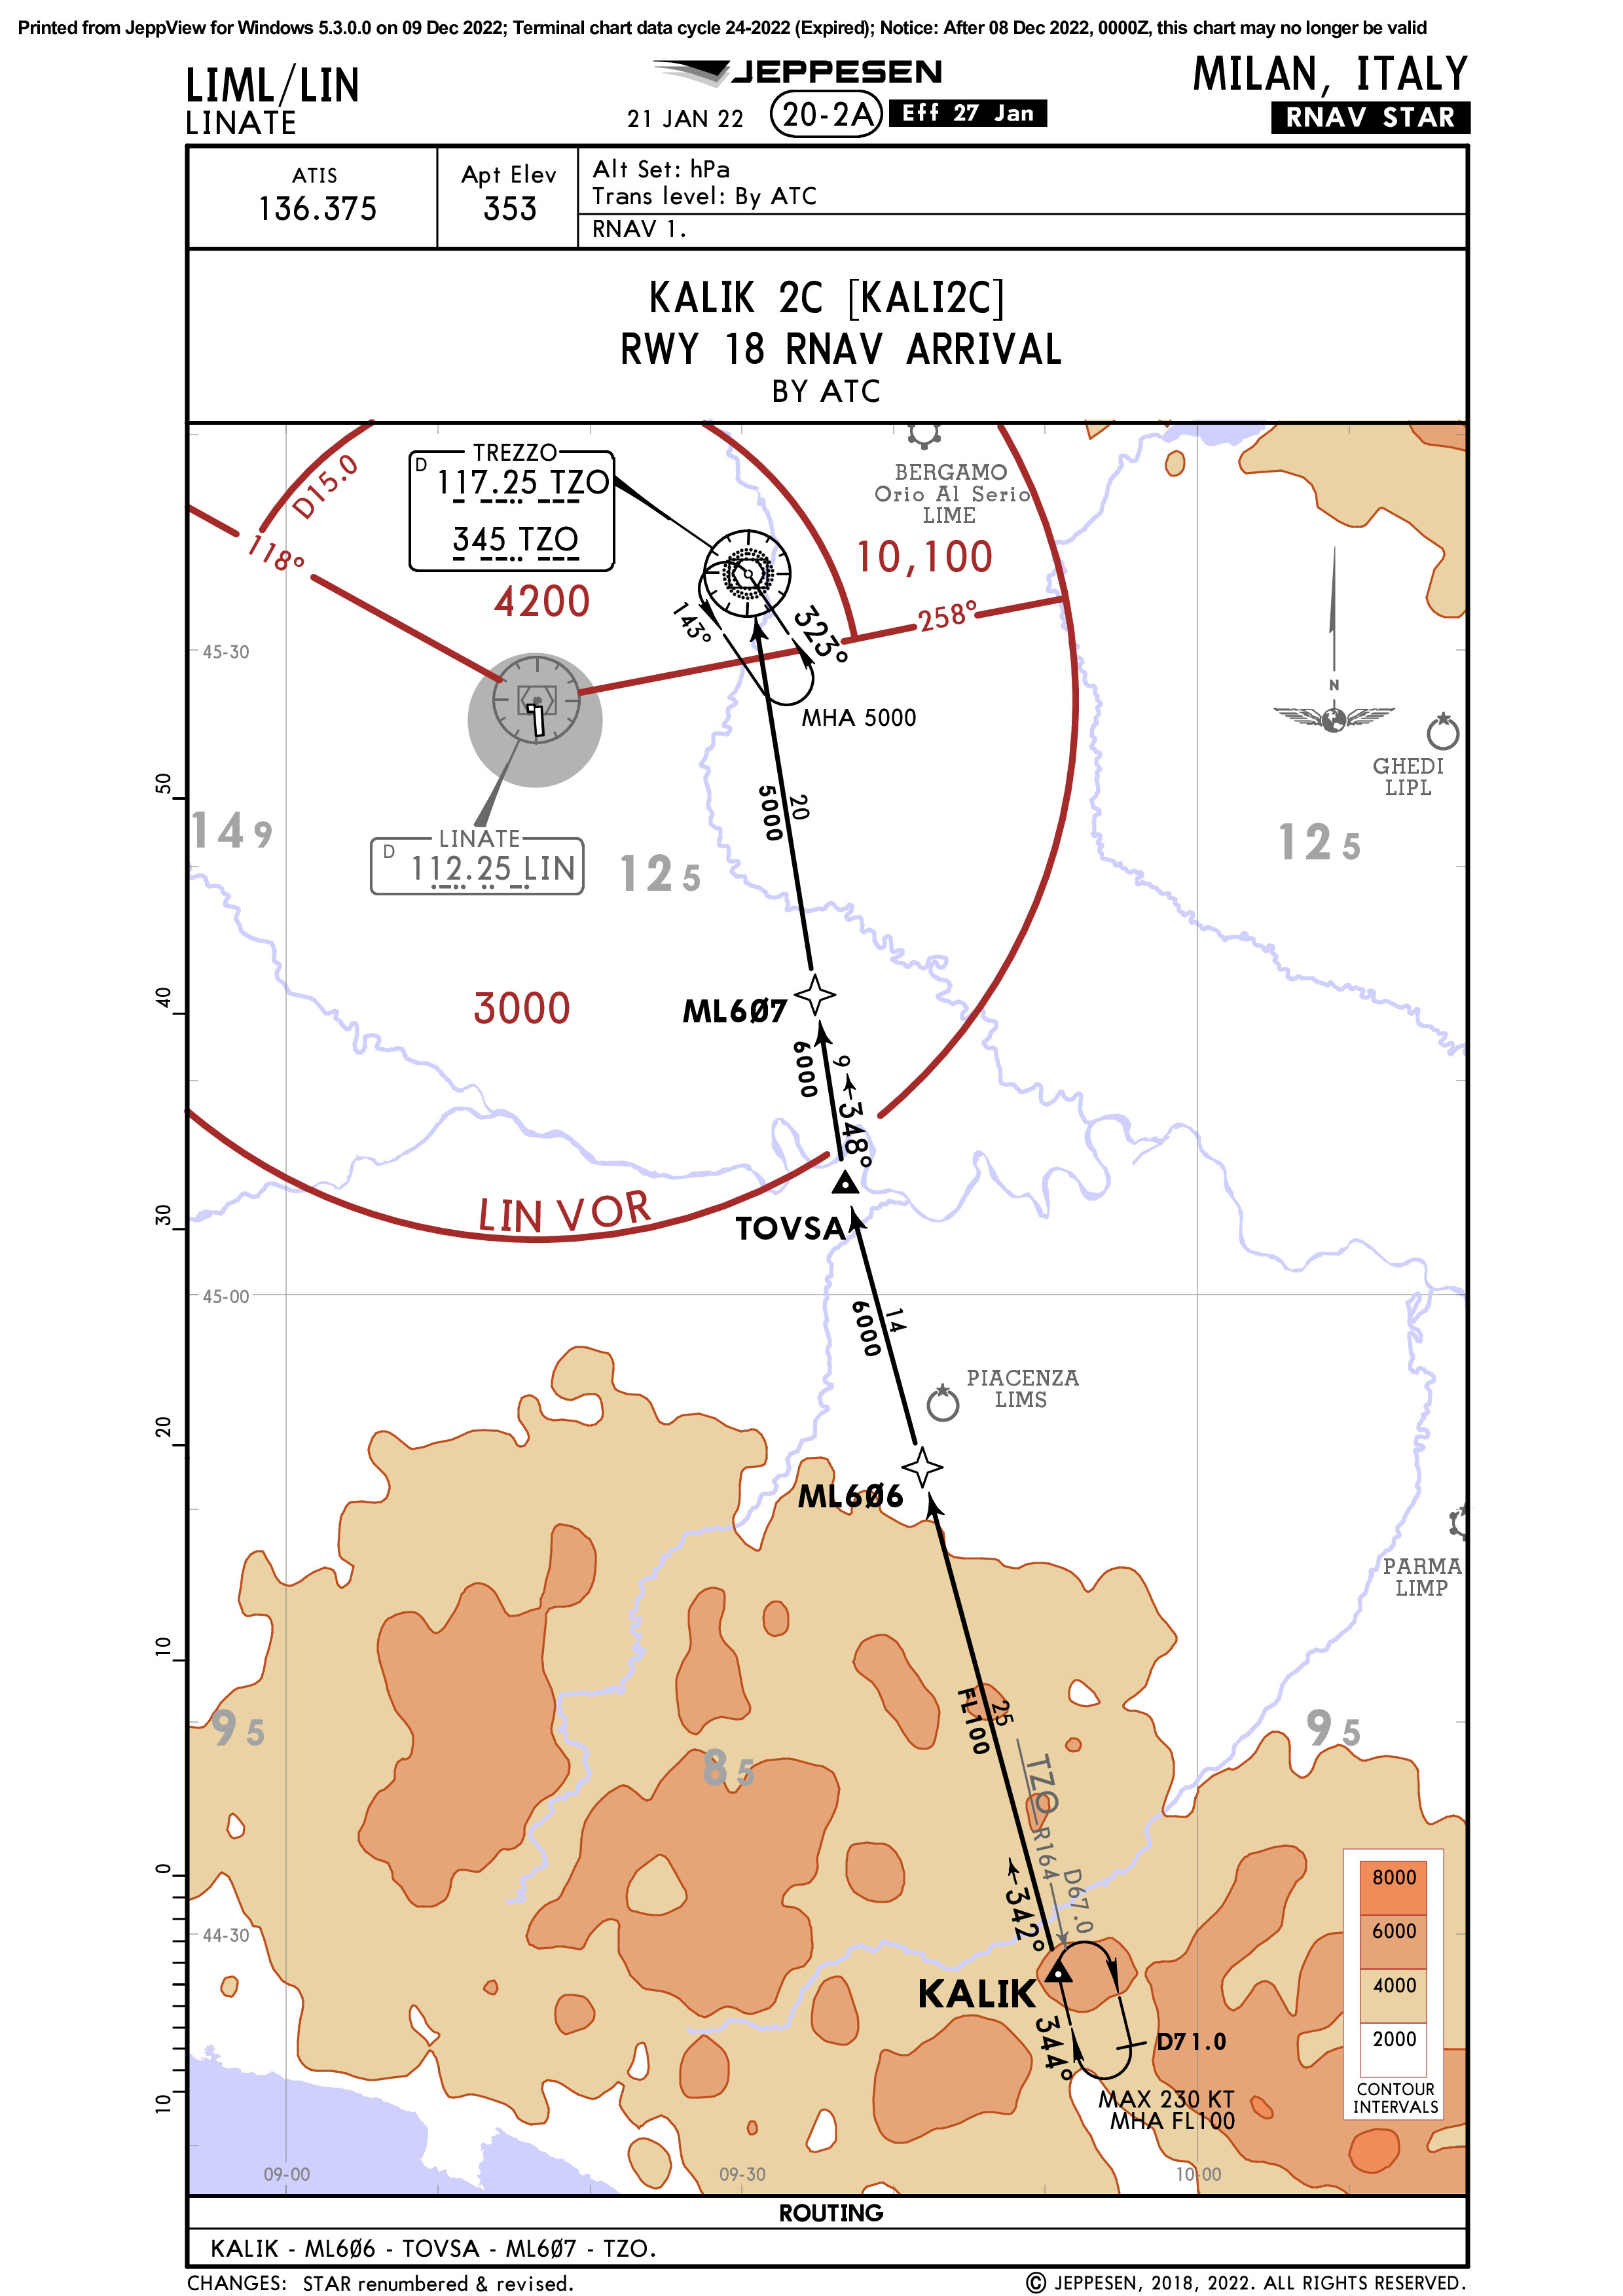 Printed from JeppView for Windows 5.3.0.0 on 09 Dec 2022; Terminal chart data cycle 24-2022 (Expired); Notice: After 08 Dec 2022, 0000Z, this chart may no longer be valid
LIML/LIN
LINATE
JEPPESEN
21 JAN 22
20-2A
Eff 27 Jan
MILAN, ITALY
RNAV STAR
ATIS
136.375
Apt Elev
353
Alt Set: hPa
Trans level: By ATC
RNAV 1.
KALIK 2C [KALI2C]
RWY 18 RNAV ARRIVAL
BY ATC
D15.0
TREZZO
D
117.25 TZO
345 TZO
BERGAMO
Orio Al Serio
LIME
118°
10,100
4200
258°
143°
323°
MHA 5000
45-30
N
GHEDI
LIPL
50
149
LINATE
D
112.25 LIN
125
5000
20
125
40
3000
ML6Ø7
6000
9
348°
30
LIN VOR
TOVSA
45-00
6000
14
PIACENZA
LIMS
20
ML6Ø6
PARMA
LIMP
10
95
85
FL100
25
95
TZO
R164
D67.0
0
44-30
342°
KALIK
344°
D71.0
MAX 230 KT
MHA FL100
10
8000
6000
4000
2000
CONTOUR
INTERVALS
09-00
09-30
10-00
ROUTING
KALIK - ML6Ø6 - TOVSA - ML6Ø7 - TZO.
CHANGES: STAR renumbered & revised.
© JEPPESEN, 2018, 2022. ALL RIGHTS RESERVED.